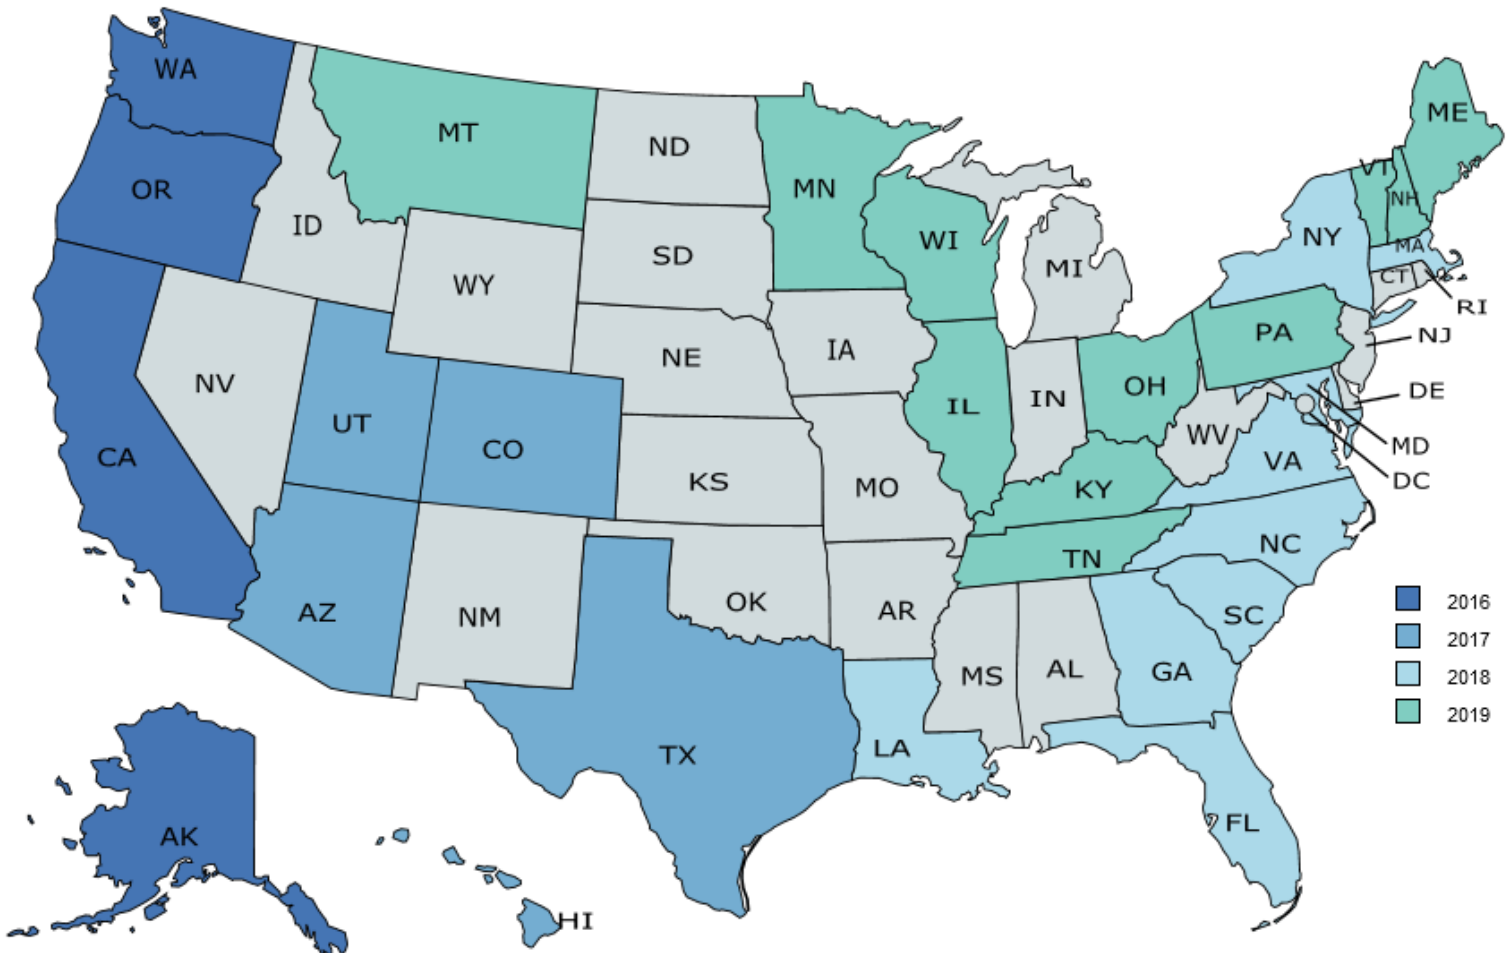 WA
ME
MT
ND
VT
MN
OR
NH
ID
WI
NY
MA
SD
MI
CT
WY
RI
PA
NJ
IA
NE
NV
OH
DE
IN
IL
UT
WV
MD
CO
CA
VA
DC
KS
MO
KY
NC
TN
OK
2016
AZ
AR
SC
NM
2017
AL
GA
MS
2018
2019
LA
TX
FL
AK
HI